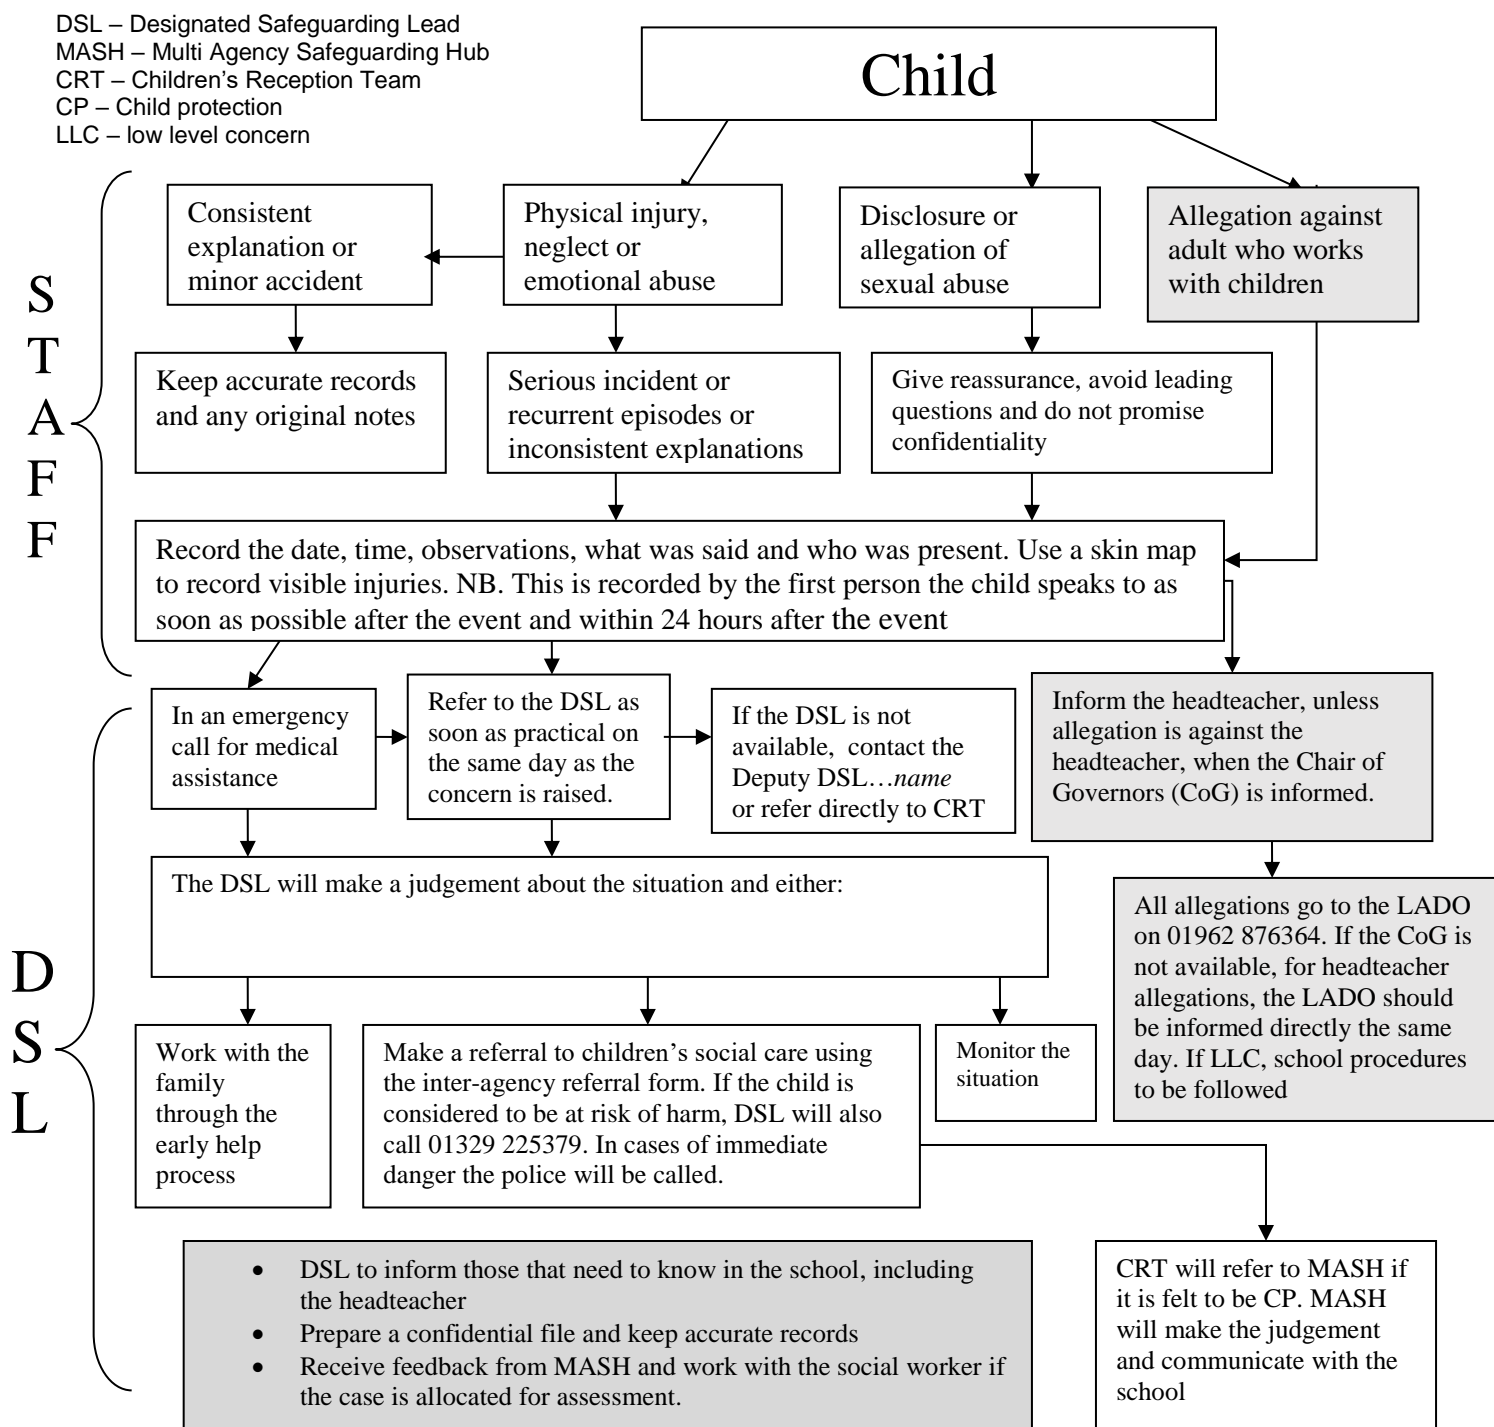 DSL – Designated Safeguarding Lead
MASH – Multi Agency Safeguarding Hub
CRT – Children's Reception Team
CP – Child protection
LLC – low level concern
Child
S
T
A
F
F
Consistent
explanation or
minor accident
Physical injury,
neglect or
emotional abuse
Disclosure or
allegation of
sexual abuse
Allegation against
adult who works
with children
Keep accurate records
and any original notes
Serious incident or
recurrent episodes or
inconsistent explanations
Give reassurance, avoid leading
questions and do not promise
confidentiality
Record the date, time, observations, what was said and who was present. Use a skin map
to record visible injuries. NB. This is recorded by the first person the child speaks to as
soon as possible after the event and within 24 hours after the event
D
S
L
In an emergency
call for medical
assistance
Refer to the DSL as
soon as practical on
the same day as the
concern is raised.
If the DSL is not
available,  contact the
Deputy DSL…name
or refer directly to CRT
Inform the headteacher, unless
allegation is against the
headteacher, when the Chair of
Governors (CoG) is informed.
The DSL will make a judgement about the situation and either:
All allegations go to the LADO
on 01962 876364. If the CoG is
not available, for headteacher
allegations, the LADO should
be informed directly the same
day. If LLC, school procedures
to be followed
Work with the
family
through the
early help
process
Make a referral to children's social care using
the inter-agency referral form. If the child is
considered to be at risk of harm, DSL will also
call 01329 225379. In cases of immediate
danger the police will be called.
Monitor the
situation
• DSL to inform those that need to know in the school, including
the headteacher
• Prepare a confidential file and keep accurate records
• Receive feedback from MASH and work with the social worker if
the case is allocated for assessment.
CRT will refer to MASH if
it is felt to be CP. MASH
will make the judgement
and communicate with the
school